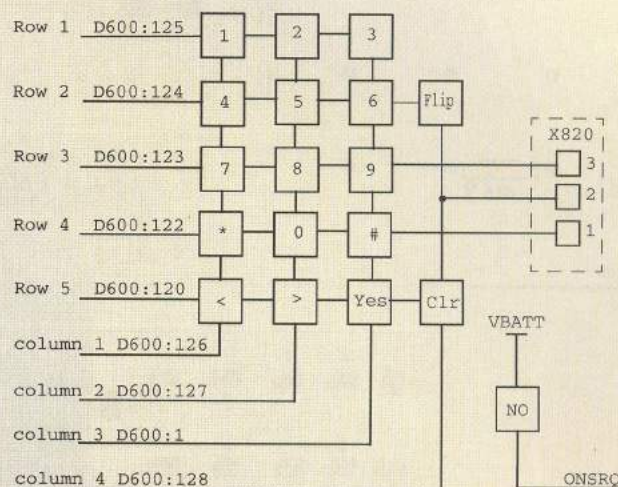 Row 1 D600:125 1 2 3
Row 2 D600:124 4 5 6 Flip
X820
Row 3 D600:123 7 8 9 3
2
Row 4 D600:122 * 0 # 1
Row 5 D600:120 < > Yes Clr
VBATT
column 1 D600:126
column 2 D600:127
NO
column 3 D600:1
column 4 D600:128 ONSRQ